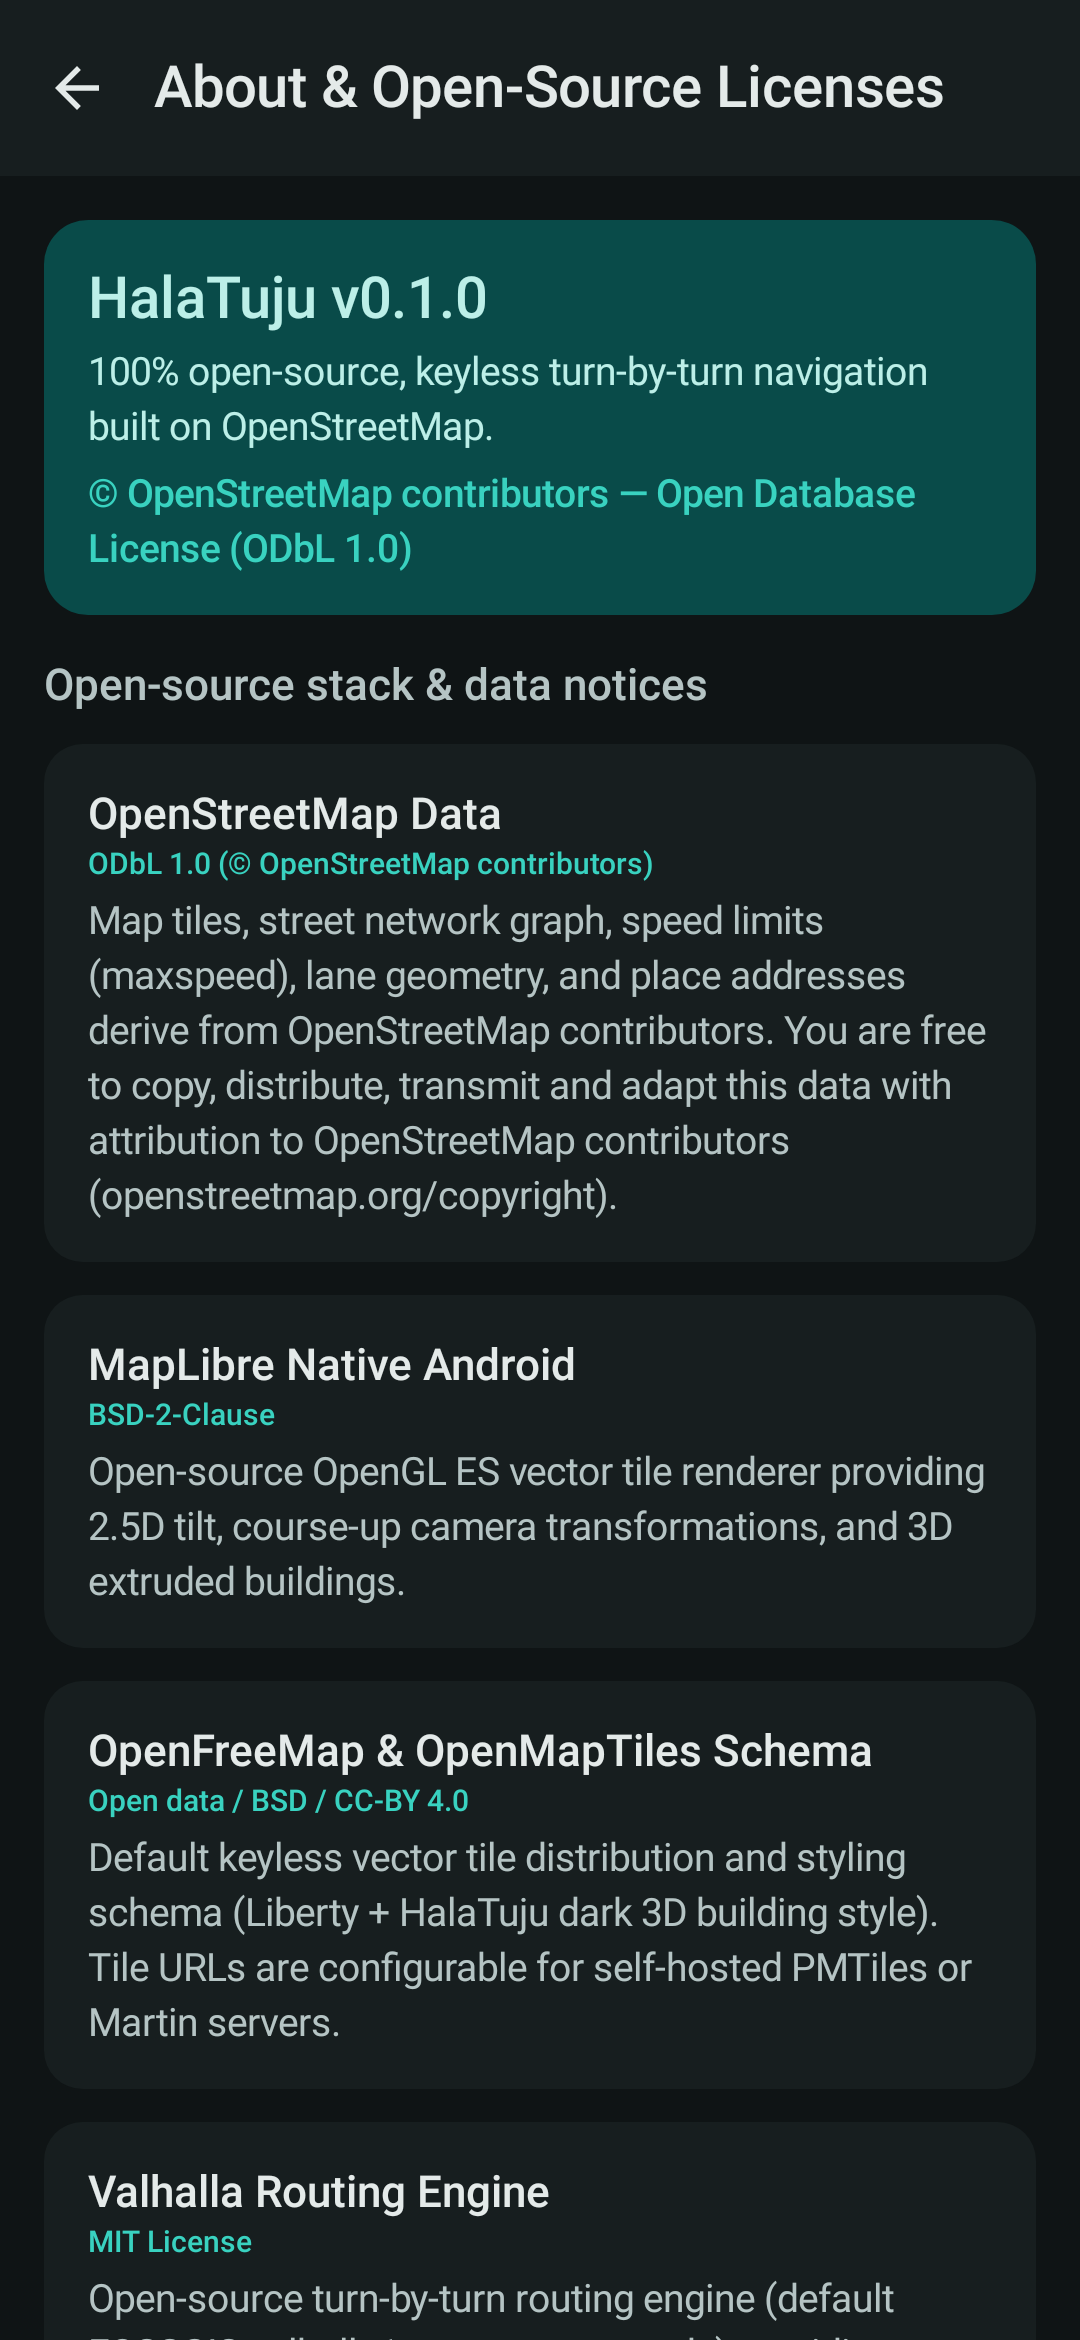 About & Open-Source Licenses
HalaTuju v0.1.0
100% open-source, keyless turn-by-turn navigation
built on OpenStreetMap.
© OpenStreetMap contributors — Open Database
License (ODbL 1.0)
Open-source stack & data notices
OpenStreetMap Data
ODbL 1.0 (© OpenStreetMap contributors)
Map tiles, street network graph, speed limits
(maxspeed), lane geometry, and place addresses
derive from OpenStreetMap contributors. You are free
to copy, distribute, transmit and adapt this data with
attribution to OpenStreetMap contributors
(openstreetmap.org/copyright).
MapLibre Native Android
BSD-2-Clause
Open-source OpenGL ES vector tile renderer providing
2.5D tilt, course-up camera transformations, and 3D
extruded buildings.
OpenFreeMap & OpenMapTiles Schema
Open data / BSD / CC-BY 4.0
Default keyless vector tile distribution and styling
schema (Liberty + HalaTuju dark 3D building style).
Tile URLs are configurable for self-hosted PMTiles or
Martin servers.
Valhalla Routing Engine
MIT License
Open-source turn-by-turn routing engine (default